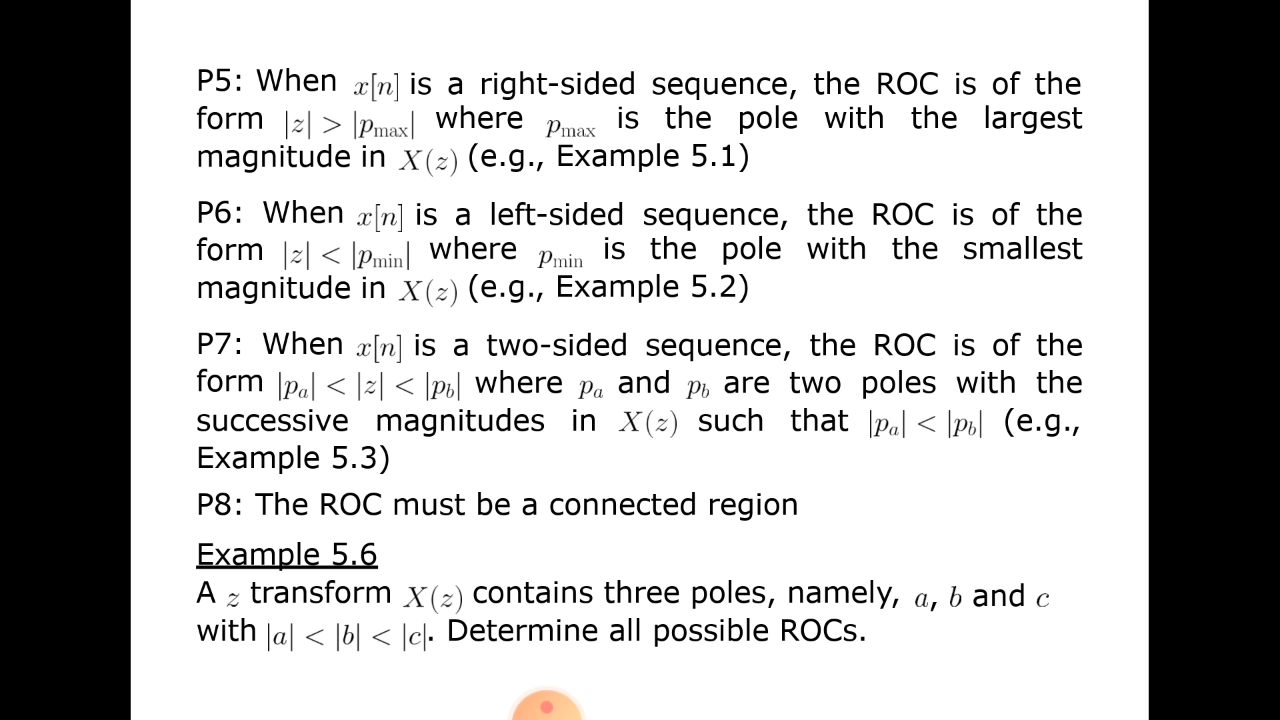 P5: When x[n] is a right-sided sequence, the ROC is of the
form |z| > |p_max| where p_max is the pole with the largest
magnitude in X(z) (e.g., Example 5.1)
P6: When x[n] is a left-sided sequence, the ROC is of the
form |z| < |p_min| where p_min is the pole with the smallest
magnitude in X(z) (e.g., Example 5.2)
P7: When x[n] is a two-sided sequence, the ROC is of the
form |p_a| < |z| < |p_b| where p_a and p_b are two poles with the
successive magnitudes in X(z) such that |p_a| < |p_b| (e.g.,
Example 5.3)
P8: The ROC must be a connected region
Example 5.6
A z transform X(z) contains three poles, namely, a, b and c
with |a| < |b| < |c|. Determine all possible ROCs.